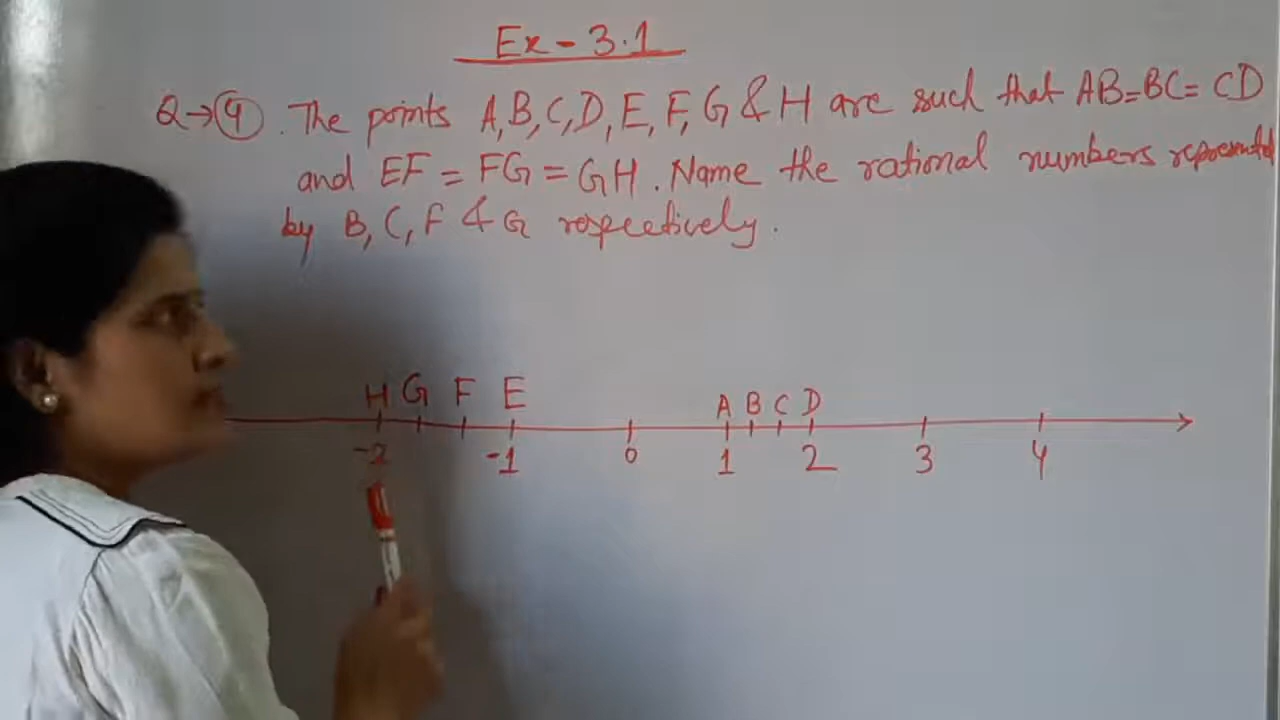 Ex - 3.1
Q→④. The points A, B, C, D, E, F, G & H are such that AB=BC=CD
and EF = FG = GH. Name the rational numbers represented
by B, C, F & G respectively.
H G F E A B C D
-2 -1 0 1 2 3 4